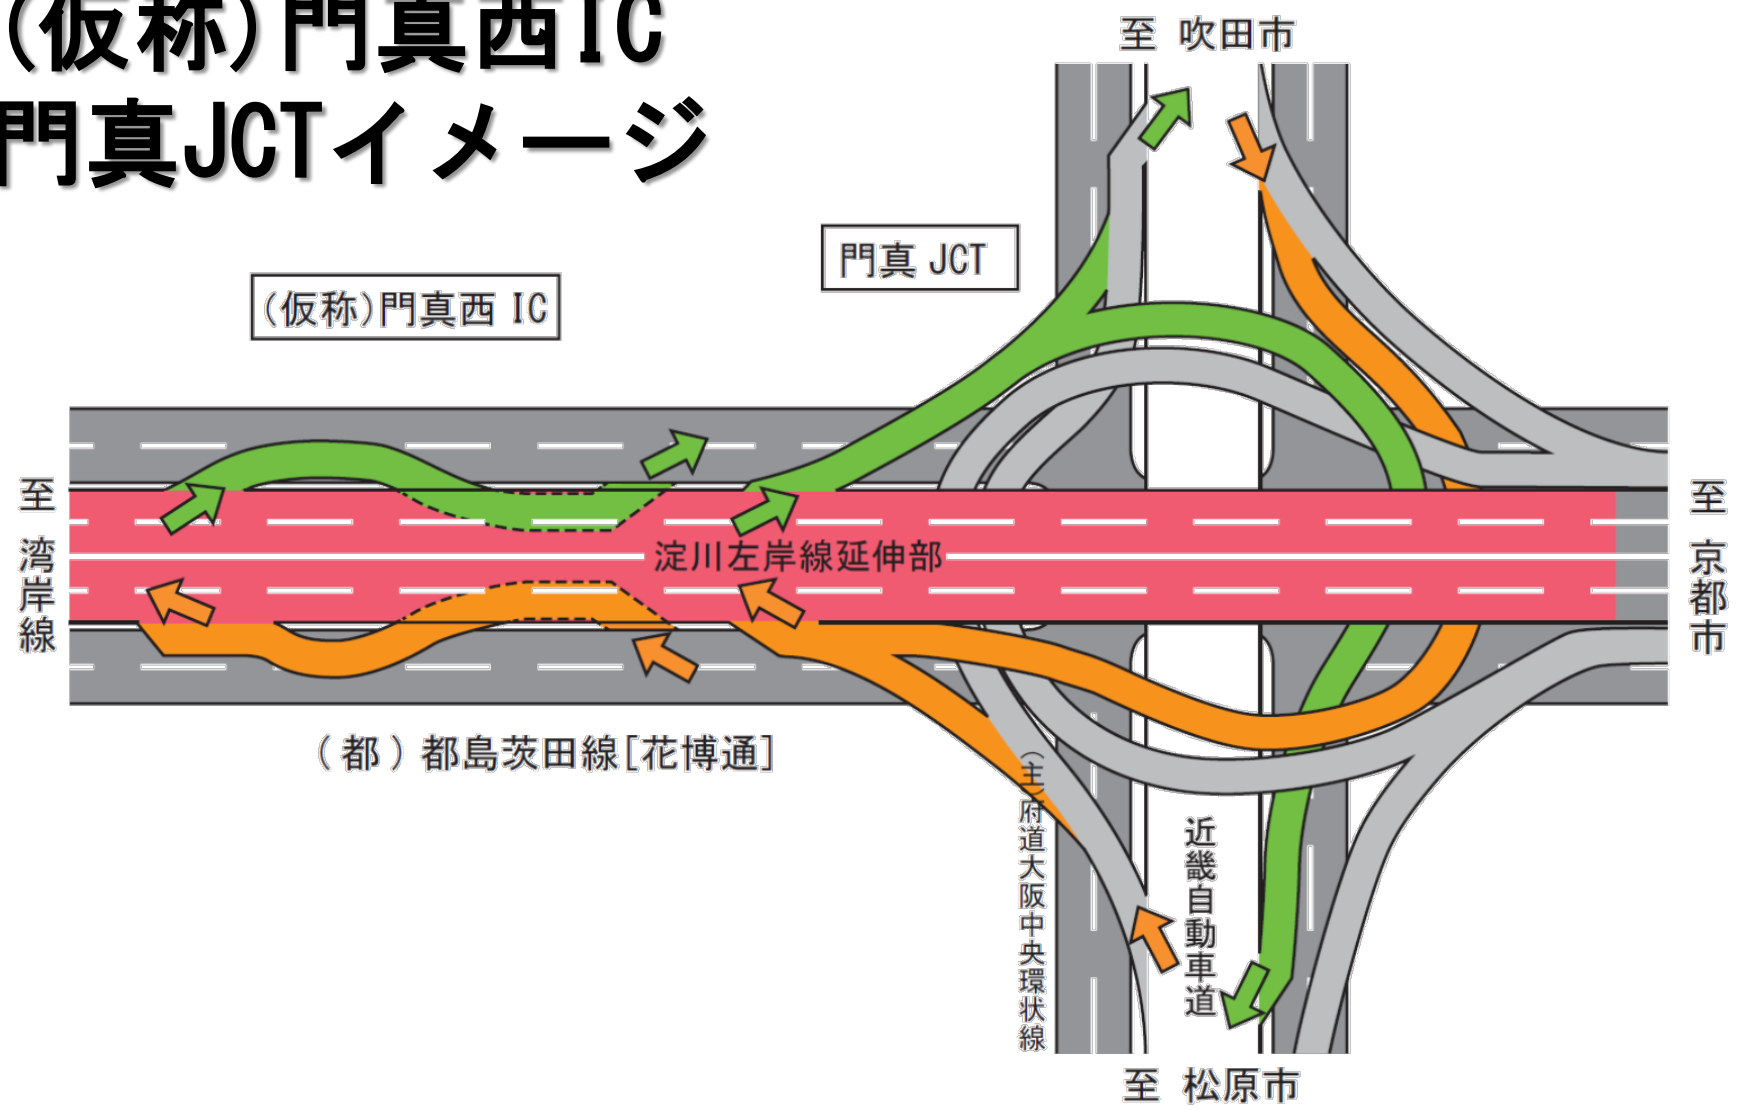 (仮称)門真西IC
門真JCTイメージ
至 吹田市
門真 JCT
(仮称)門真西 IC
至 湾岸線
淀川左岸線延伸部
至 京都市
(都)都島茨田線[花博通]
(主)府道大阪中央環状線
近畿自動車道
至 松原市